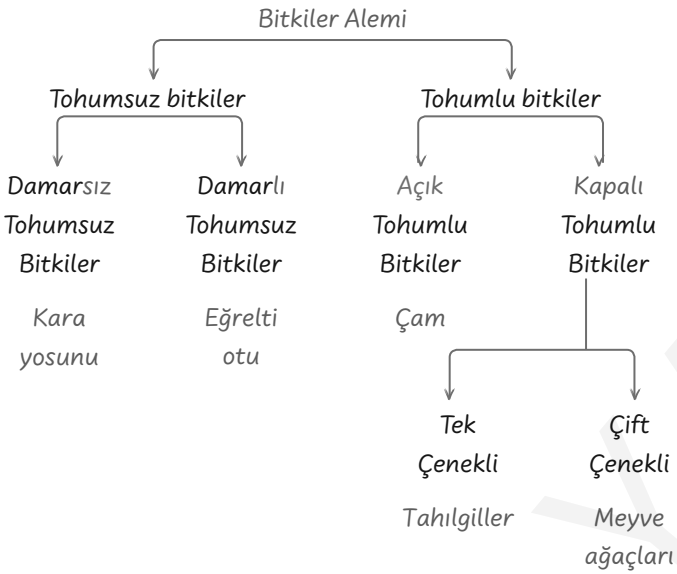 Bitkiler Alemi
Tohumsuz bitkiler
Tohumlu bitkiler
Damarsız
Tohumsuz
Bitkiler
Kara
yosunu
Damarlı
Tohumsuz
Bitkiler
Eğrelti
otu
Açık
Tohumlu
Bitkiler
Çam
Kapalı
Tohumlu
Bitkiler
Tek
Çenekli
Tahılgiller
Çift
Çenekli
Meyve
ağaçları